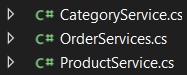 C# CategoryService.cs
C# OrderServices.cs
C# ProductService.cs